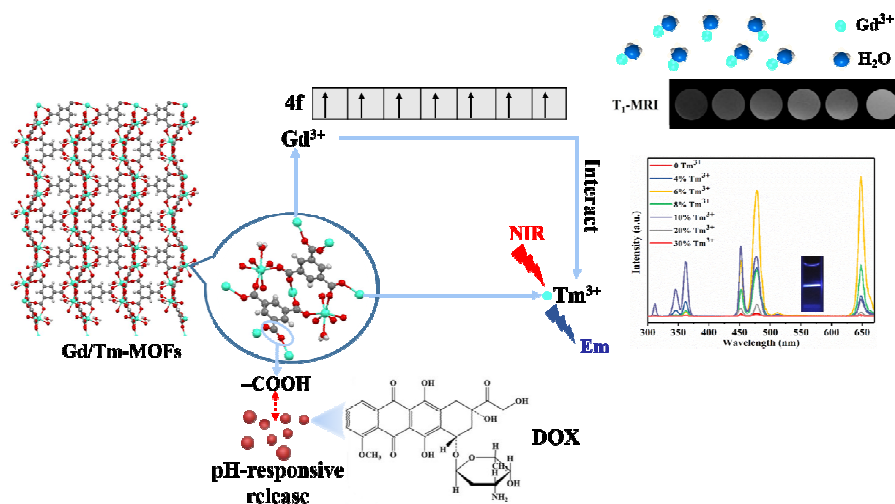 Gd³⁺
H₂O
T₁-MRI
4f
Gd³⁺
Interact
NIR
Tm³⁺
Em
Gd/Tm-MOFs
–COOH
pH-responsive
release
DOX
O
OH
O
OH
OH
OCH₃
O
OH
H
O
O
CH₃
H
H
OH
NH₂
Intensity (a.u.)
0 Tm³⁺
4% Tm³⁺
6% Tm³⁺
8% Tm³⁺
10% Tm³⁺
20% Tm³⁺
30% Tm³⁺
300 350 400 450 500 550 600 650
Wavelength (nm)